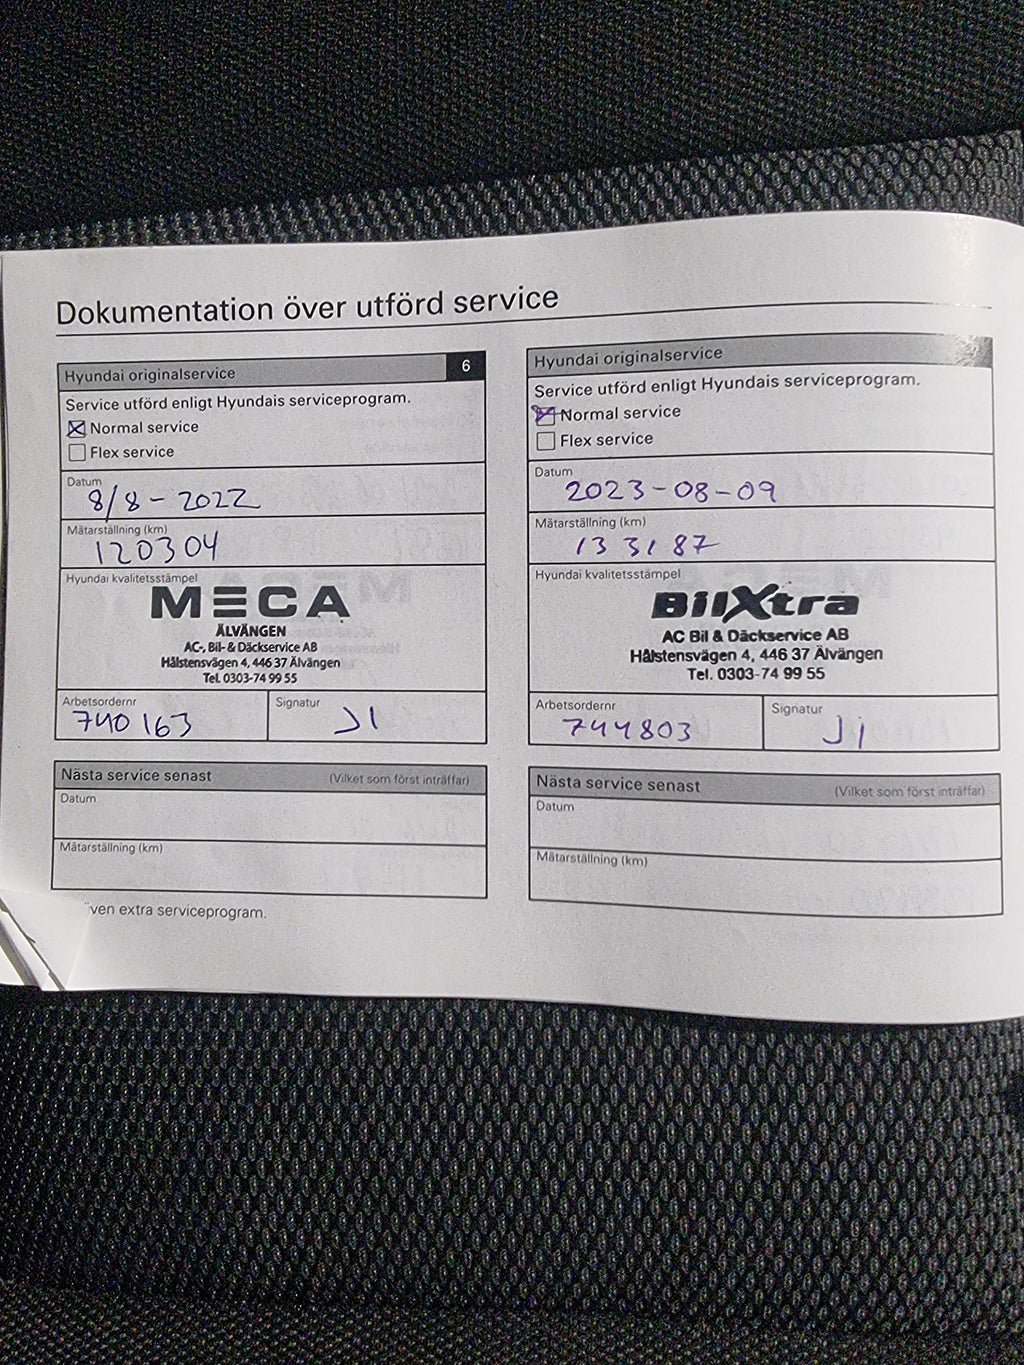 Dokumentation över utförd service
Hyundai originalservice 6
Service utförd enligt Hyundais serviceprogram.
Normal service
Flex service
Datum
8/8 - 2022
Mätarställning (km)
120304
Hyundai kvalitetsstämpel
MECA
ÄLVÄNGEN
AC-, Bil- & Däckservice AB
Hålstensvägen 4, 446 37 Älvängen
Tel. 0303-74 99 55
Arbetsordernr
740163
Signatur
JI
Nästa service senast (Vilket som först inträffar)
Datum
Mätarställning (km)
ven extra serviceprogram.
Hyundai originalservice
Service utförd enligt Hyundais serviceprogram.
Normal service
Flex service
Datum
2023-08-09
Mätarställning (km)
133187
Hyundai kvalitetsstämpel
BilXtra
AC Bil & Däckservice AB
Hålstensvägen 4, 446 37 Älvängen
Tel. 0303-74 99 55
Arbetsordernr
744803
Signatur
Ji
Nästa service senast (Vilket som först inträffar)
Datum
Mätarställning (km)